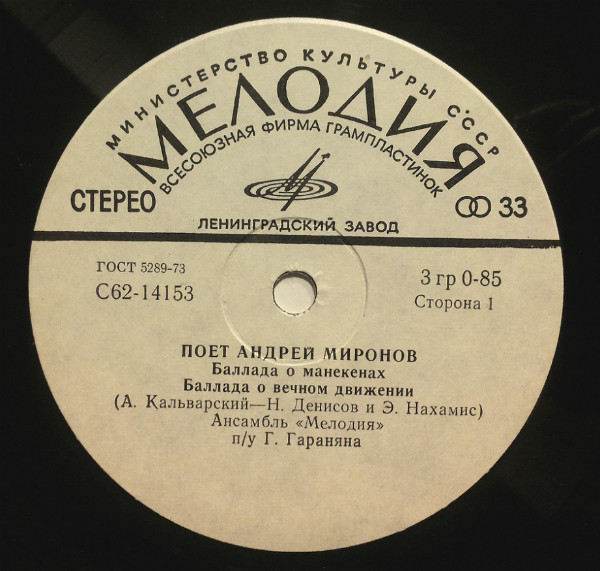 МИНИСТЕРСТВО КУЛЬТУРЫ СССР
МЕЛОДИЯ
ВСЕСОЮЗНАЯ ФИРМА ГРАМПЛАСТИНОК
СТЕРЕО
33
ЛЕНИНГРАДСКИЙ ЗАВОД
ГОСТ 5289-73
3 гр 0-85
С62-14153
Сторона 1
ПОЕТ АНДРЕЙ МИРОНОВ
Баллада о манекенах
Баллада о вечном движении
(А. Кальварский—Н. Денисов и Э. Нахамис)
Ансамбль «Мелодия»
п/у Г. Гараняна